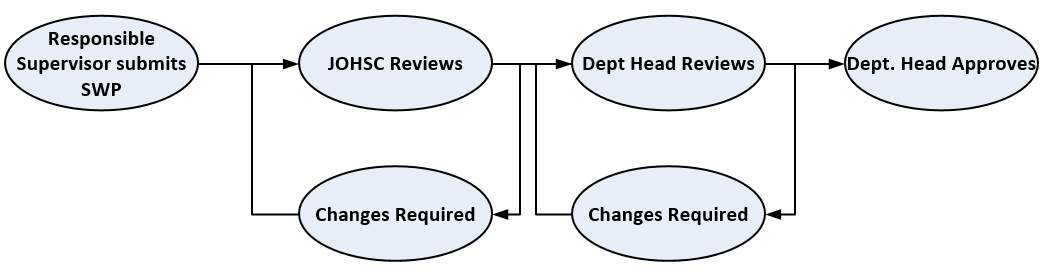 Responsible
Supervisor submits
SWP
JOHSC Reviews
Dept Head Reviews
Dept. Head Approves
Changes Required
Changes Required